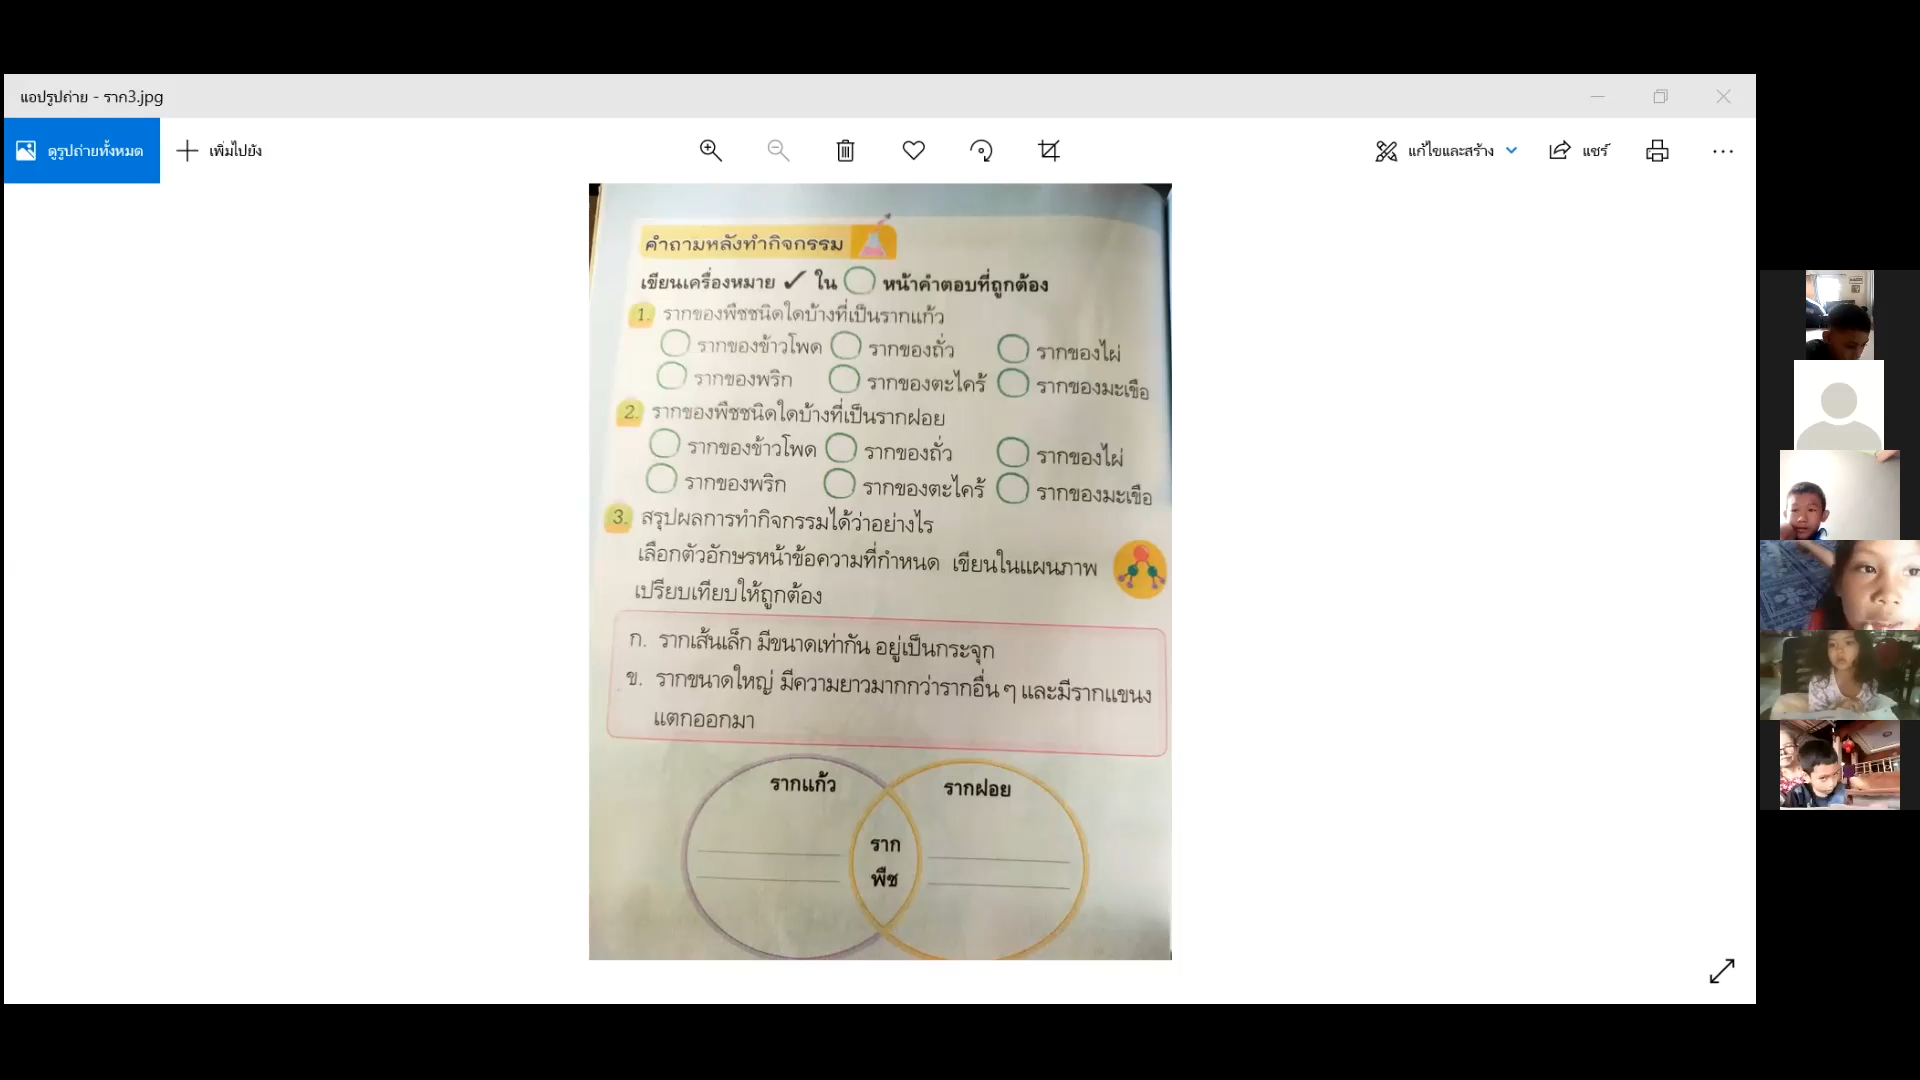 แอปรูปถ่าย - ราก3.jpg
ดูรูปถ่ายทั้งหมด เพิ่มไปยัง แก้ไขและสร้าง แชร์
คำถามหลังทำกิจกรรม
เขียนเครื่องหมาย ✓ ใน ◯ หน้าคำตอบที่ถูกต้อง
1. รากของพืชชนิดใดบ้างที่เป็นรากแก้ว
รากของข้าวโพด รากของถั่ว รากของไผ่
รากของพริก รากของตะไคร้ รากของมะเขือ
2. รากของพืชชนิดใดบ้างที่เป็นรากฝอย
รากของข้าวโพด รากของถั่ว รากของไผ่
รากของพริก รากของตะไคร้ รากของมะเขือ
3. สรุปผลการทำกิจกรรมได้ว่าอย่างไร
เลือกตัวอักษรหน้าข้อความที่กำหนด เขียนในแผนภาพ
เปรียบเทียบให้ถูกต้อง
ก. รากเส้นเล็ก มีขนาดเท่ากัน อยู่เป็นกระจุก
ข. รากขนาดใหญ่ มีความยาวมากกว่ารากอื่น ๆ และมีรากแขนง
แตกออกมา
รากแก้ว รากฝอย
ราก
พืช